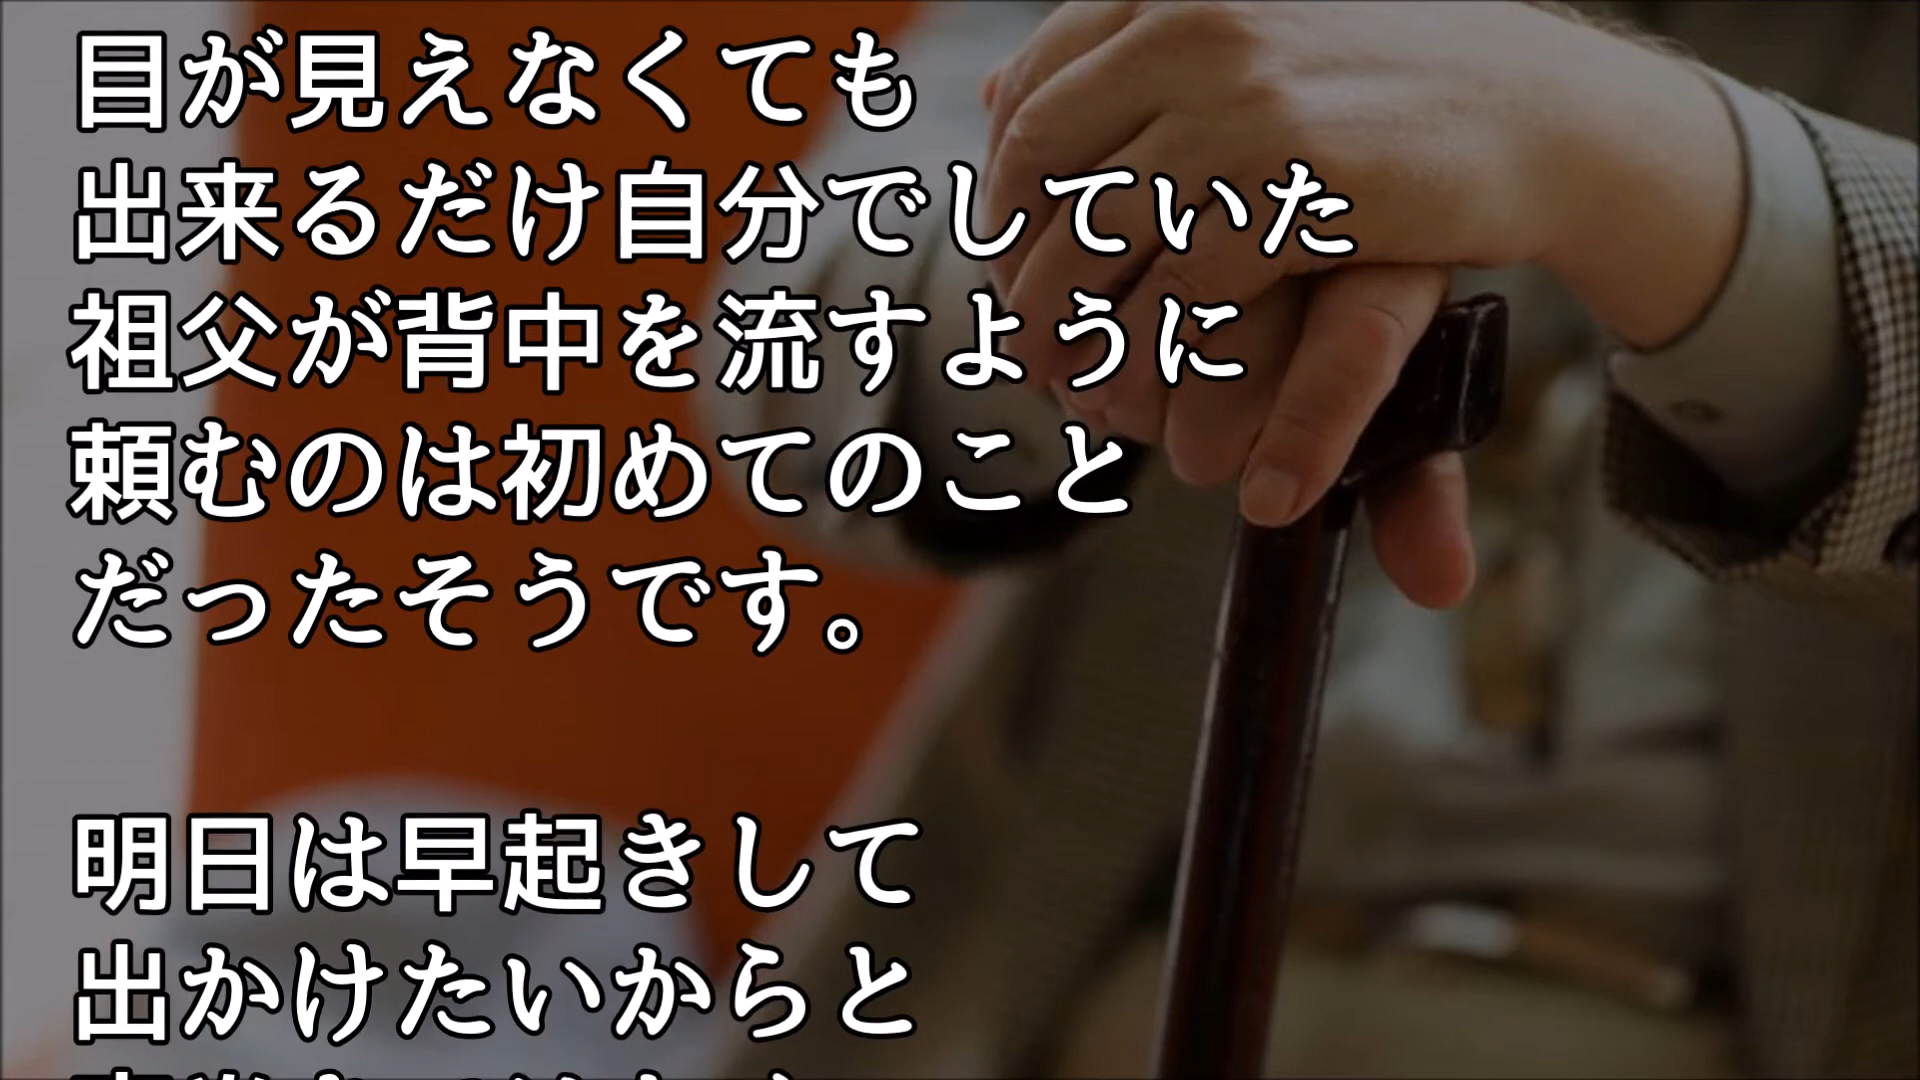 目が見えなくても
出来るだけ自分でしていた
祖父が背中を流すように
頼むのは初めてのこと
だったそうです。
明日は早起きして
出かけたいからと